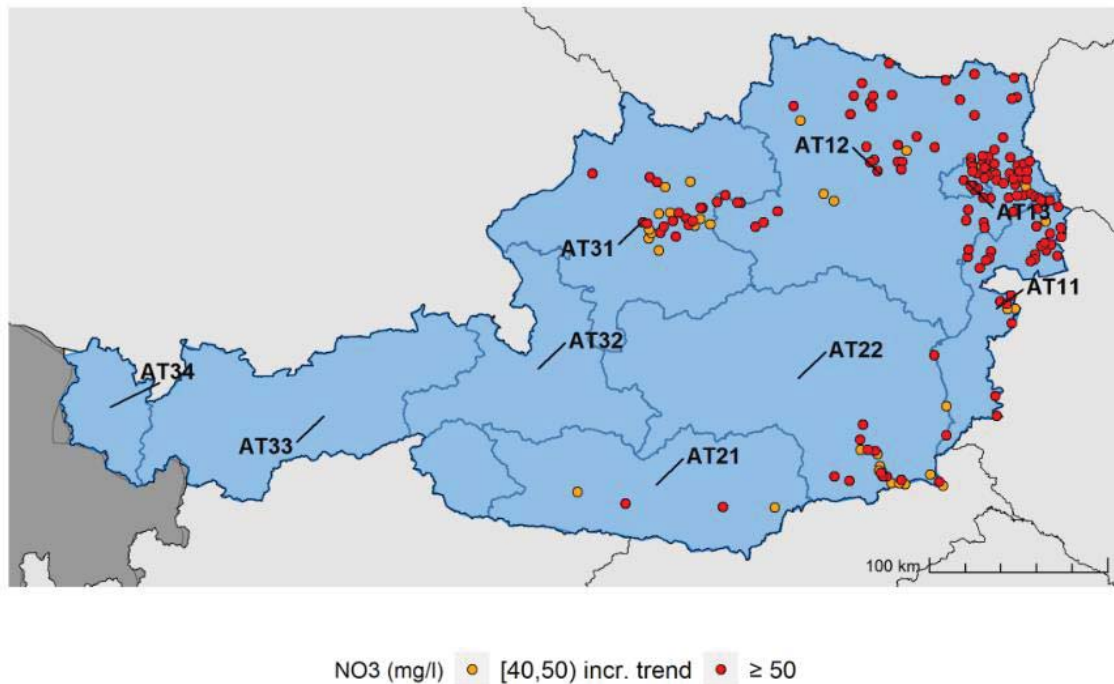 AT12
AT13
AT31
AT11
AT32
AT22
AT34
AT33
AT21
100 km
NO3 (mg/l) [40,50) incr. trend ≥ 50